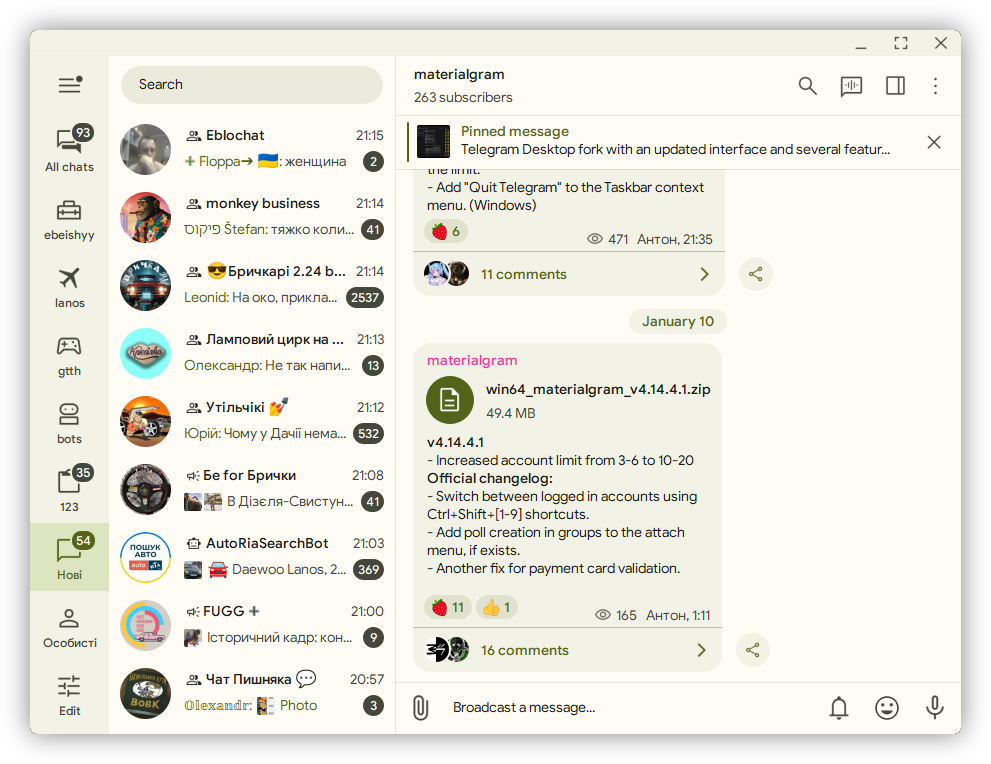 Search
93
All chats
ebeishyy
lanos
gtth
bots
35
123
54
Нові
Особисті
Edit
Eblochat 21:15
+ Floppa➔ 🇺🇦: женщина 2
monkey business 21:14
פיקוס Štefan: тяжко коли... 41
😎Бричкарі 2.24 b... 21:14
Leonid: На око, прикла... 2537
Ламповий цирк на ... 21:13
Олександр: Не так напи... 13
Утільчікі 💅 21:12
Юрій: Чому у Дачії нема... 532
Бе for Брички 21:08
В Дізєля-Свистун... 41
ПОШУК
АВТО
auto
AutoRiaSearchBot 21:03
🚘 Daewoo Lanos, 2... 369
FUGG + 21:00
Історичний кадр: кон... 9
Чат Пишняка 💬 20:57
𝕆𝕝𝕖𝕩𝕒𝕟𝕕𝕣: Photo 3
materialgram
263 subscribers
Pinned message
Telegram Desktop fork with an updated interface and several featur...
the limit.
- Add "Quit Telegram" to the Taskbar context
menu. (Windows)
🍓 6
471 Антон, 21:35
11 comments
January 10
materialgram
win64_materialgram_v4.14.4.1.zip
49.4 MB
v4.14.4.1
- Increased account limit from 3-6 to 10-20
Official changelog:
- Switch between logged in accounts using
Ctrl+Shift+[1-9] shortcuts.
- Add poll creation in groups to the attach
menu, if exists.
- Another fix for payment card validation.
🍓 11 👍 1
165 Антон, 1:11
16 comments
Broadcast a message...